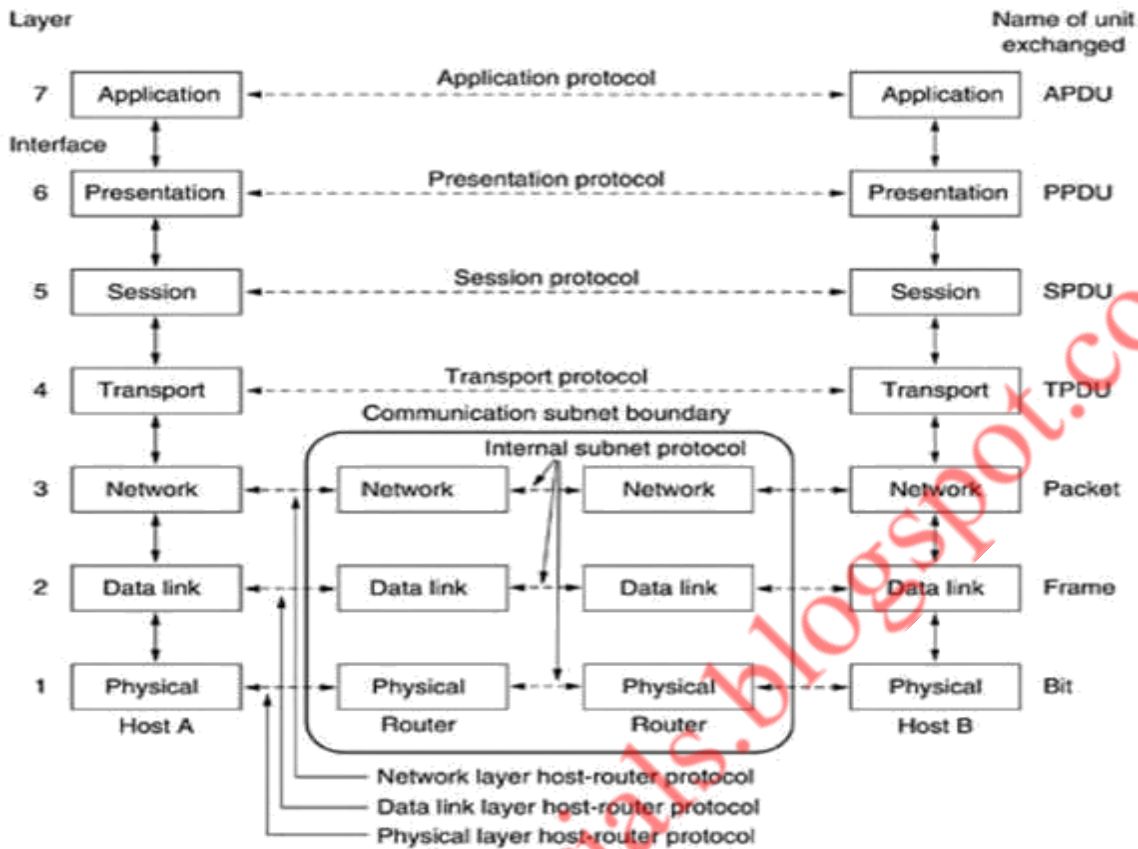 Layer
Name of unit exchanged
7 Application Application protocol Application APDU
Interface
6 Presentation Presentation protocol Presentation PPDU
5 Session Session protocol Session SPDU
4 Transport Transport protocol Transport TPDU
Communication subnet boundary
Internal subnet protocol
3 Network Network Network Network Packet
2 Data link Data link Data link Data link Frame
1 Physical Physical Physical Physical Bit
Host A Router Router Host B
Network layer host-router protocol
Data link layer host-router protocol
Physical layer host-router protocol
ials.blogspot.co